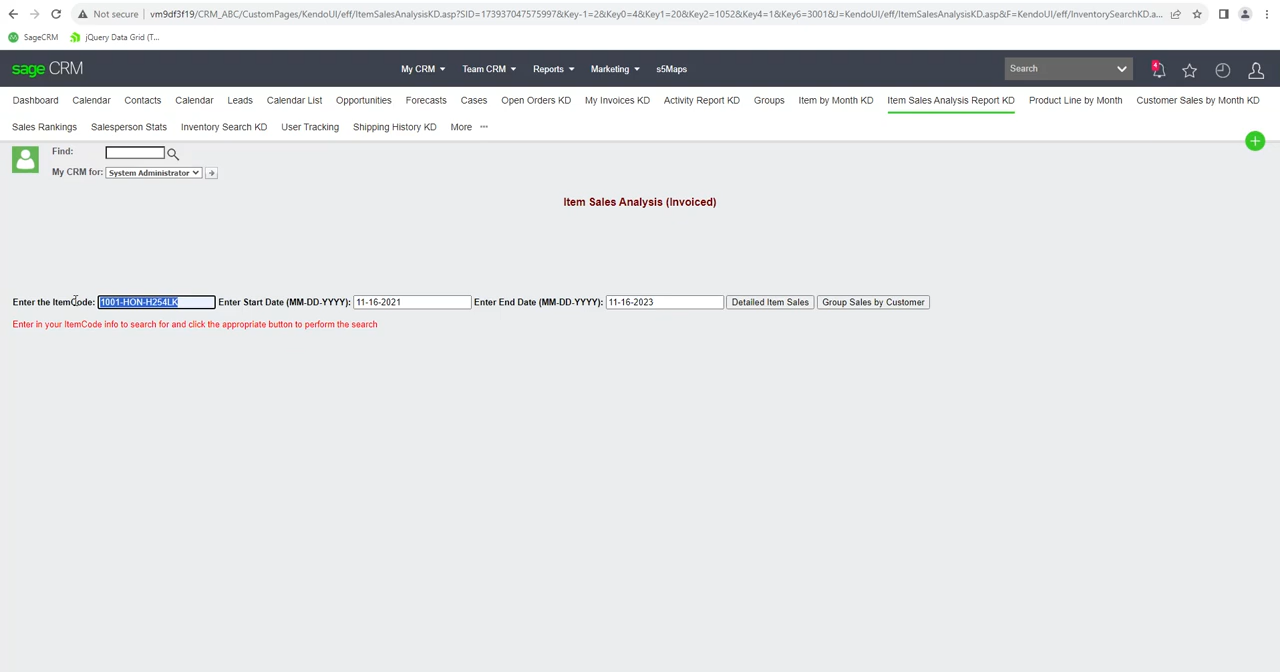 Not secure vm9df3f19/CRM_ABC/CustomPages/KendoUI/eff/ItemSalesAnalysisKD.asp?SID=173937047575997&Key-1=2&Key0=4&Key1=20&Key2=1052&Key4=1&Key6=3001&J=KendoUI/eff/ItemSalesAnalysisKD.asp&F=KendoUI/eff/InventorySearchKD.a...
SageCRM jQuery Data Grid (T...
sage CRM My CRM Team CRM Reports Marketing s5Maps Search 4
Dashboard Calendar Contacts Calendar Leads Calendar List Opportunities Forecasts Cases Open Orders KD My Invoices KD Activity Report KD Groups Item by Month KD Item Sales Analysis Report KD Product Line by Month Customer Sales by Month KD
Sales Rankings Salesperson Stats Inventory Search KD User Tracking Shipping History KD More ...
Find:
My CRM for: System Administrator
Item Sales Analysis (Invoiced)
Enter the ItemCode: 1001-HON-H254LK Enter Start Date (MM-DD-YYYY): 11-16-2021 Enter End Date (MM-DD-YYYY): 11-16-2023 Detailed Item Sales Group Sales by Customer
Enter in your ItemCode info to search for and click the appropriate button to perform the search